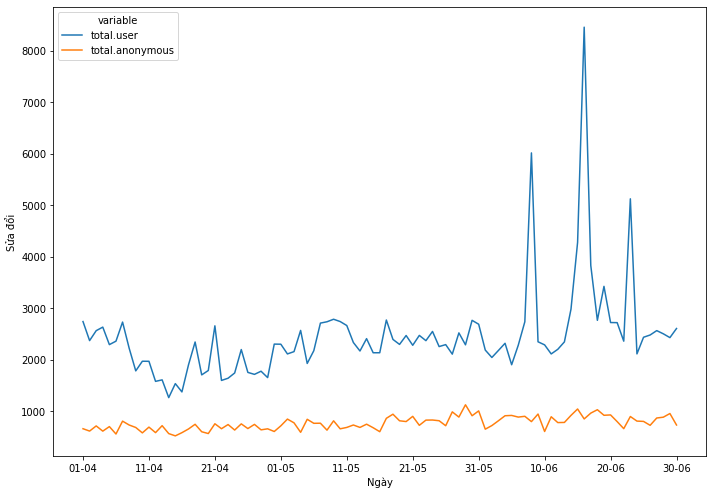 variable
total.user
total.anonymous
8000
7000
6000
5000
4000
3000
2000
1000
Sửa đổi
01-04 11-04 21-04 01-05 11-05 21-05 31-05 10-06 20-06 30-06
Ngày